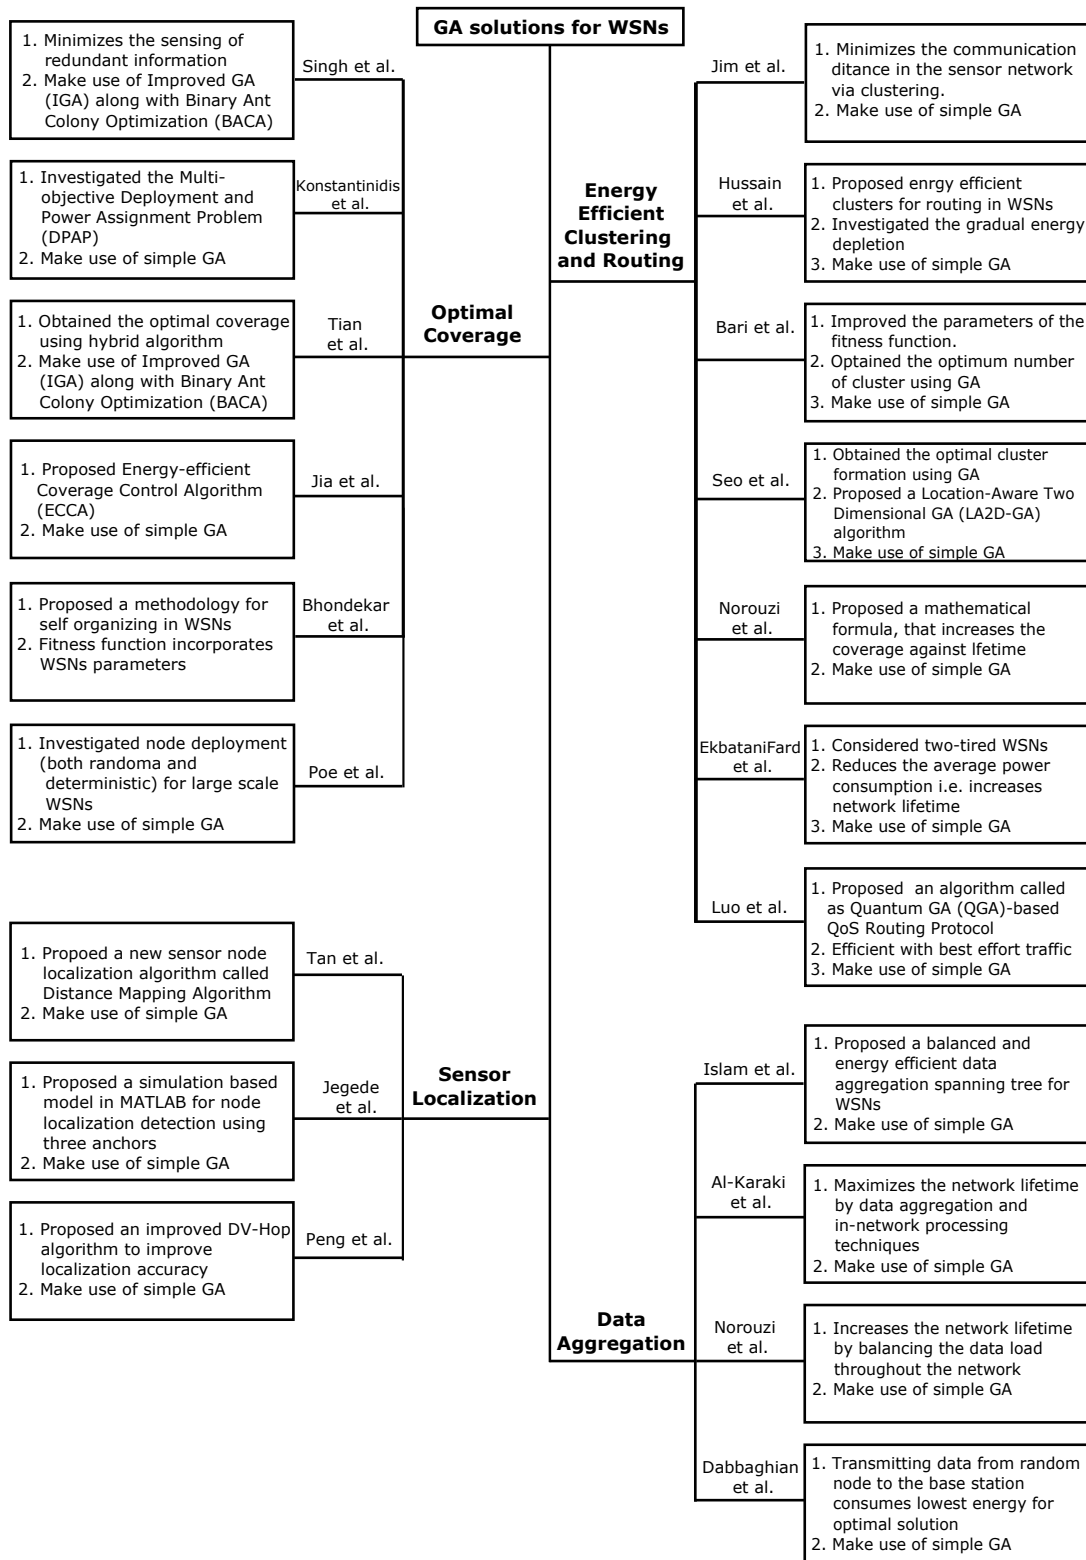 GA solutions for WSNs
1. Minimizes the sensing of
redundant information
2. Make use of Improved GA
(IGA) along with Binary Ant
Colony Optimization (BACA)
Singh et al.
1. Investigated the Multi-
objective Deployment and
Power Assignment Problem
(DPAP)
2. Make use of simple GA
Konstantinidis
et al.
1. Obtained the optimal coverage
using hybrid algorithm
2. Make use of Improved GA
(IGA) along with Binary Ant
Colony Optimization (BACA)
Tian
et al.
1. Proposed Energy-efficient
Coverage Control Algorithm
(ECCA)
2. Make use of simple GA
Jia et al.
1. Proposed a methodology for
self organizing in WSNs
2. Fitness function incorporates
WSNs parameters
Bhondekar
et al.
1. Investigated node deployment
(both randoma and
deterministic) for large scale
WSNs
2. Make use of simple GA
Poe et al.
Optimal
Coverage
1. Propoed a new sensor node
localization algorithm called
Distance Mapping Algorithm
2. Make use of simple GA
Tan et al.
1. Proposed a simulation based
model in MATLAB for node
localization detection using
three anchors
2. Make use of simple GA
Jegede
et al.
1. Proposed an improved DV-Hop
algorithm to improve
localization accuracy
2. Make use of simple GA
Peng et al.
Sensor
Localization
Energy
Efficient
Clustering
and Routing
Jim et al.
1. Minimizes the communication
ditance in the sensor network
via clustering.
2. Make use of simple GA
Hussain
et al.
1. Proposed enrgy efficient
clusters for routing in WSNs
2. Investigated the gradual energy
depletion
3. Make use of simple GA
Bari et al.
1. Improved the parameters of the
fitness function.
2. Optained the optimum number
of cluster using GA
3. Make use of simple GA
Seo et al.
1. Obtained the optimal cluster
formation using GA
2. Proposed a Location-Aware Two
Dimensional GA (LA2D-GA)
algorithm
3. Make use of simple GA
Norouzi
et al.
1. Proposed a mathematical
formula, that increases the
coverage against lfetime
2. Make use of simple GA
EkbataniFard
et al.
1. Considered two-tired WSNs
2. Reduces the average power
consumption i.e. increases
network lifetime
3. Make use of simple GA
Luo et al.
1. Proposed an algorithm called
as Quantum GA (QGA)-based
QoS Routing Protocol
2. Efficient with best effort traffic
3. Make use of simple GA
Data
Aggregation
Islam et al.
1. Proposed a balanced and
energy efficient data
aggregation spanning tree for
WSNs
2. Make use of simple GA
Al-Karaki
et al.
1. Maximizes the network lifetime
by data aggregation and
in-network processing
techniques
2. Make use of simple GA
Norouzi
et al.
1. Increases the network lifetime
by balancing the data load
throughout the network
2. Make use of simple GA
Dabbaghian
et al.
1. Transmitting data from random
node to the base station
consumes lowest energy for
optimal solution
2. Make use of simple GA